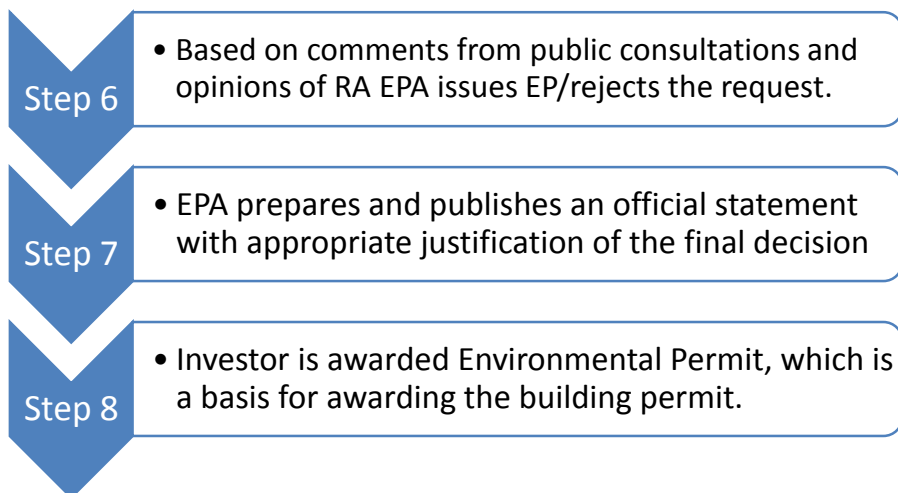 Step 6
• Based on comments from public consultations and
opinions of RA EPA issues EP/rejects the request.
Step 7
• EPA prepares and publishes an official statement
with appropriate justification of the final decision
Step 8
• Investor is awarded Environmental Permit, which is
a basis for awarding the building permit.